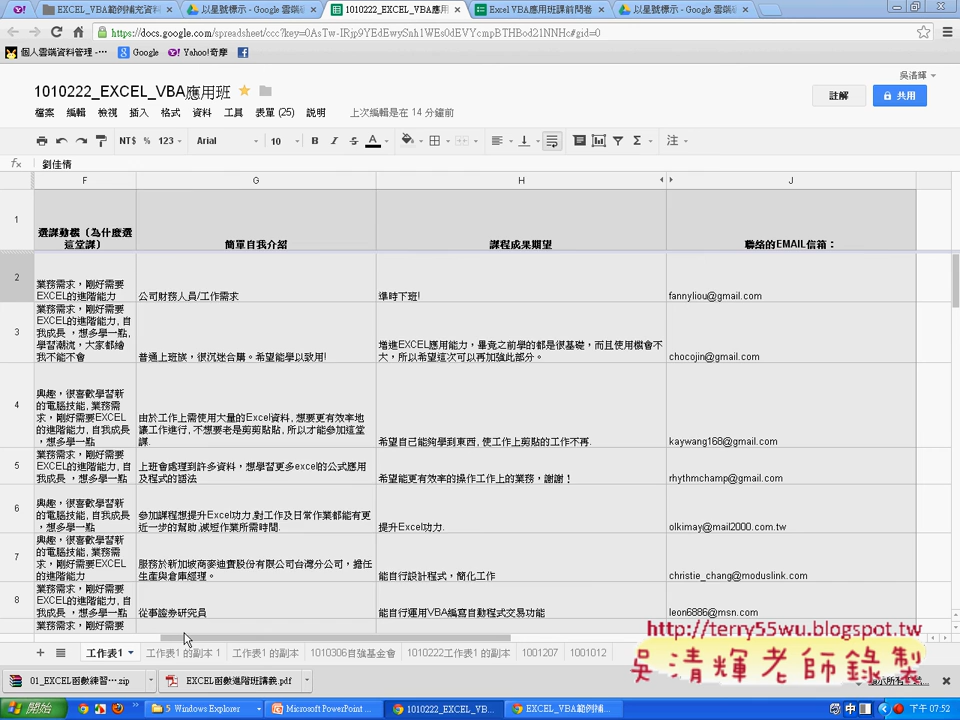 EXCEL_VBA範例補充資料
以星號標示 - Google 雲端硬
1010222_EXCEL_VBA應用
Excel VBA應用班課前問卷
以星號標示 - Google 雲端硬
https://docs.google.com/spreadsheet/ccc?key=0AsTw-IRjp9YEdEwySnh1WEs0dEVYcmpBTHBod21NNHc#gid=0
個人雲端資料管理 -…
Google
Yahoo!奇摩
吳清輝
1010222_EXCEL_VBA應用班
註解
共用
檔案 編輯 檢視 插入 格式 資料 工具 表單 (25) 說明 上次編輯是在 14 分鐘前
NT$ % 123 Arial 10 B I S A Σ 注
fx 劉佳情
F G H J
1 選課動機〔為什麼選這堂課〕 簡單自我介紹 課程成果期望 聯絡的EMAIL信箱：
2 業務需求，剛好需要EXCEL的進階能力 公司財務人員/工作需求 準時下班! fannyliou@gmail.com
3 業務需求，剛好需要EXCEL的進階能力, 自我成長 ，想多學一點, 學習潮流，大家都會我不能不會 普通上班族，很沉迷合購。希望能學以致用! 增進EXCEL應用能力，畢竟之前學的都是很基礎，而且使用機會不大，所以希望這次可以再加強此部分。 chocojin@gmail.com
4 興趣，很喜歡學習新的電腦技能, 業務需求，剛好需要EXCEL的進階能力, 自我成長 ，想多學一點 由於工作上需使用大量的Excel資料, 想要更有效率地讓工作進行, 不想要老是剪剪貼貼, 所以才能參加這堂課. 希望自己能夠學到東西, 使工作上剪貼的工作不再. kaywang168@gmail.com
5 業務需求，剛好需要EXCEL的進階能力, 自我成長 ，想多學一點 上班會處理到許多資料，想學習更多excel的公式應用及程式的語法 希望能更有效率的操作工作上的業務，謝謝！ rhythmchamp@gmail.com
6 興趣，很喜歡學習新的電腦技能, 自我成長 ，想多學一點 參加課程想提升Excel功力,對工作及日常作業都能有更近一步的幫助,減短作業所需時間. 提升Excel功力. olkimay@mail2000.com.tw
7 興趣，很喜歡學習新的電腦技能, 業務需求，剛好需要EXCEL的進階能力 服務於新加坡商麥迪實股份有限公司台灣分公司，擔任生產與倉庫經理。 能自行設計程式，簡化工作 christie_chang@moduslink.com
8 業務需求，剛好需要EXCEL的進階能力, 自我成長 ，想多學一點 從事證券研究員 能自行運用VBA編寫自動程式交易功能 leon6886@msn.com
業務需求，剛好需要
工作表1 工作表1 的副本 1 工作表1 的副本 1010306自強基金會 1010222工作表1 的副本 1001207 1001012
http://terry55wu.blogspot.tw
吳清輝老師錄製
01_EXCEL函數練習….zip
EXCEL函數進階班講義.pdf
開始
5 Windows Explorer
Microsoft PowerPoint …
1010222_EXCEL_VB…
EXCEL_VBA範例補…
中
下午 07:52